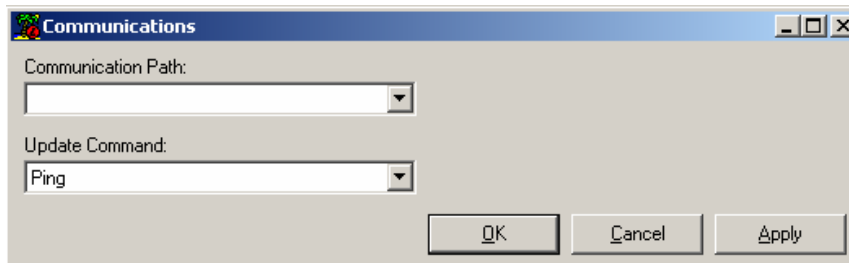 Communications
Communication Path:
Update Command:
Ping
OK Cancel Apply